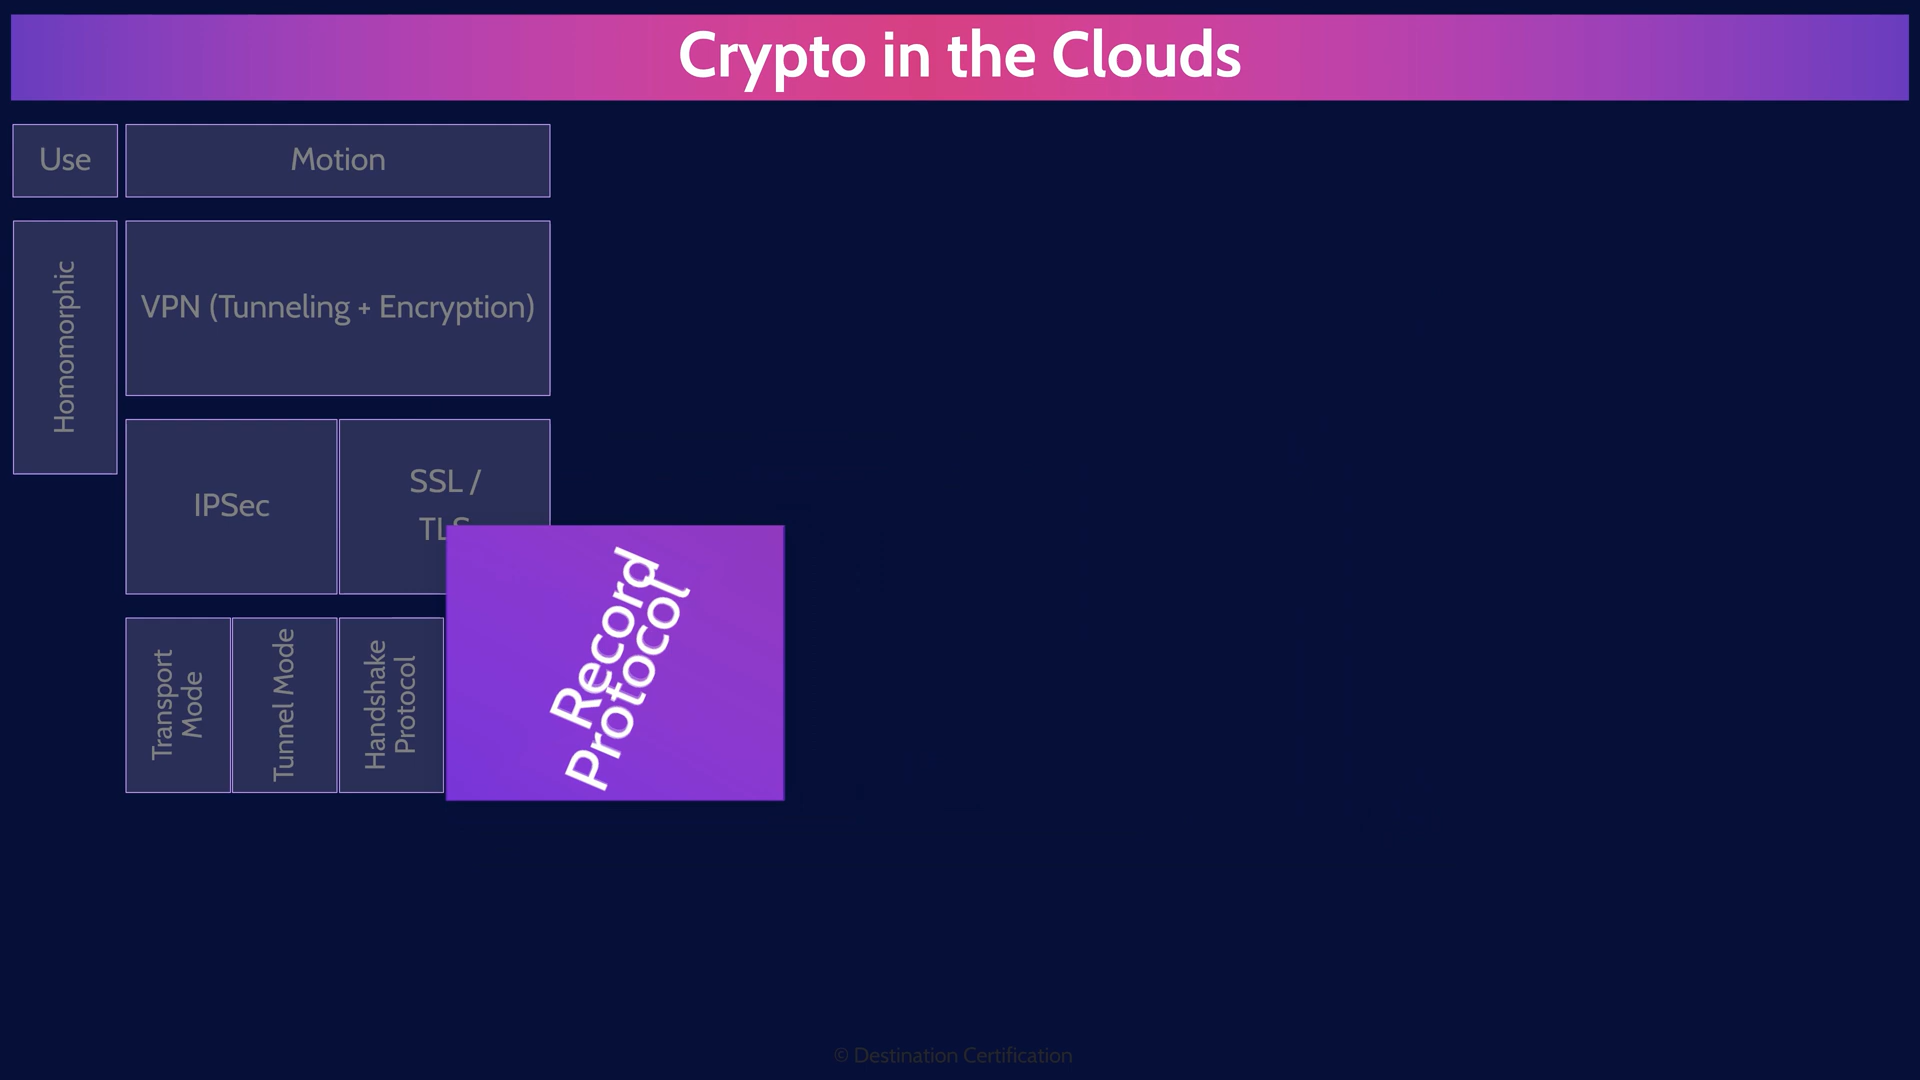 Crypto in the Clouds
Use
Motion
Homomorphic
VPN (Tunneling + Encryption)
IPSec
SSL /
TLS
Transport
Mode
Tunnel Mode
Handshake
Protocol
Record
Protocol
© Destination Certification